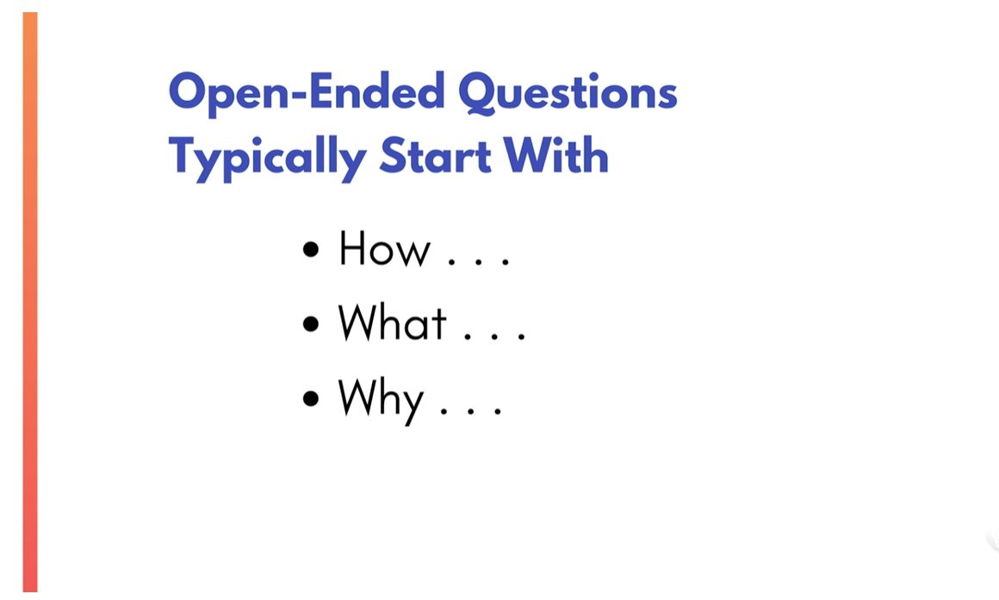 Open-Ended Questions
Typically Start With
• How . . .
• What . . .
• Why . . .